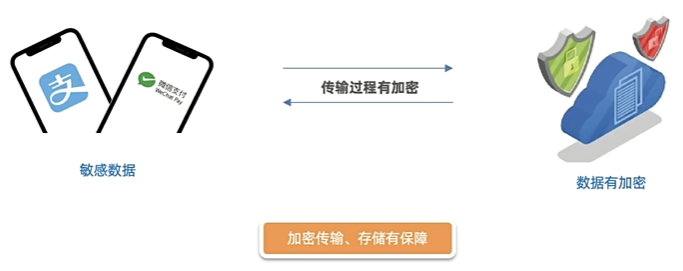 支
微信支付
WeChat Pay
传输过程有加密
敏感数据
数据有加密
加密传输、存储有保障